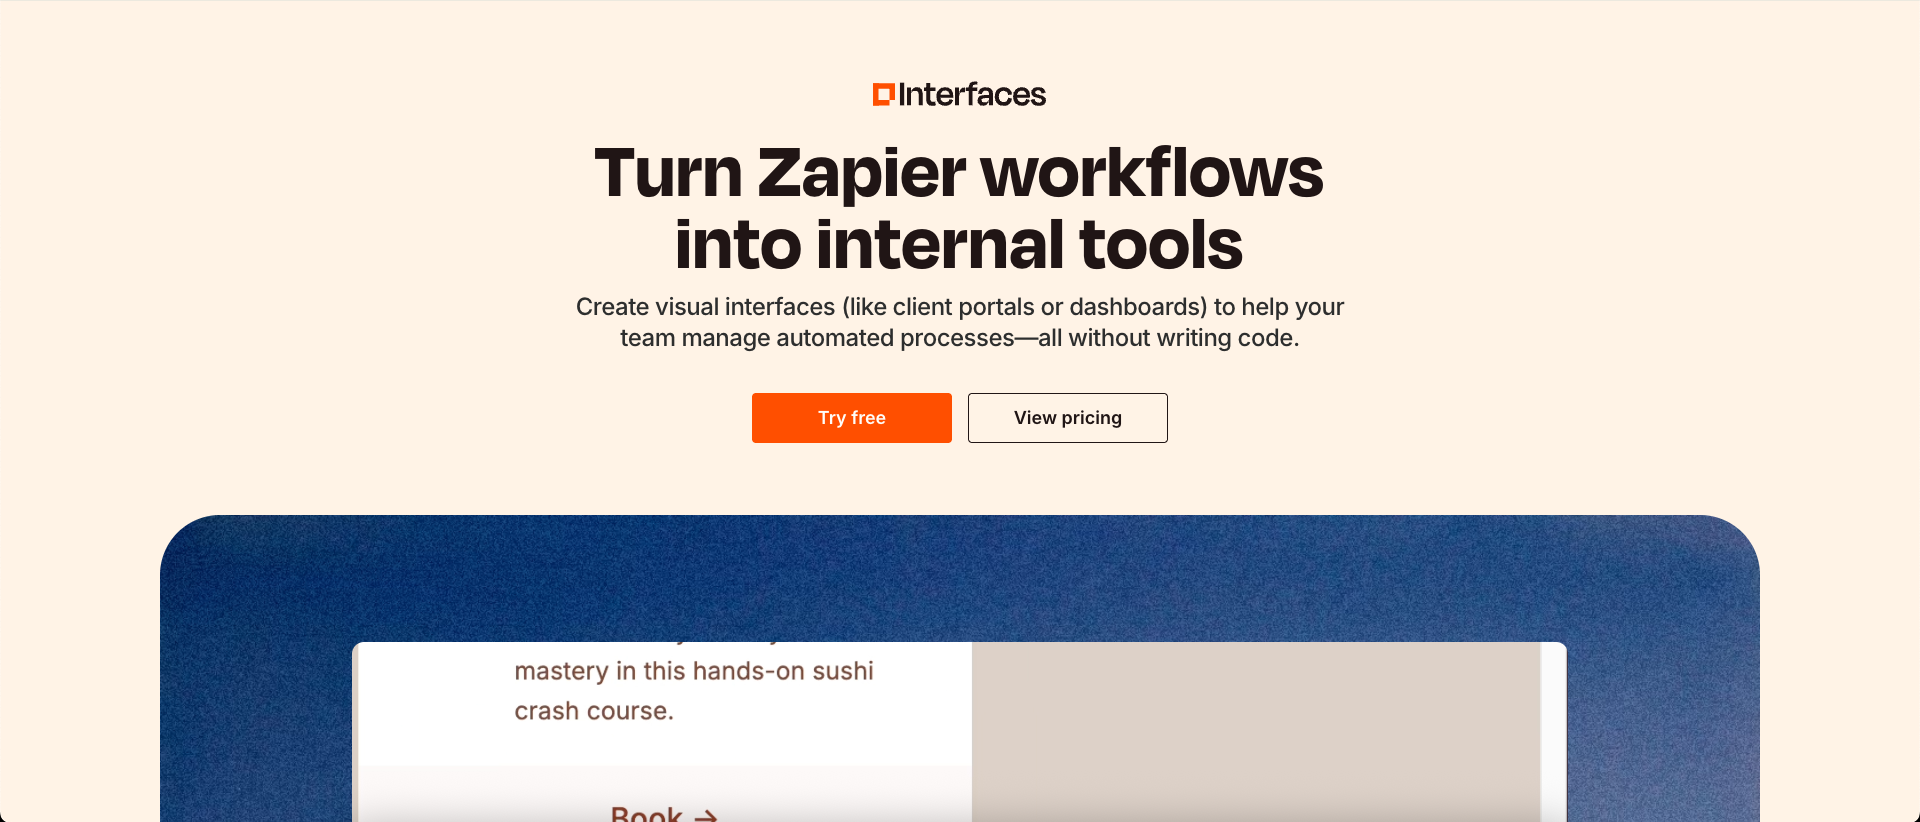 Interfaces
Turn Zapier workflows
into internal tools
Create visual interfaces (like client portals or dashboards) to help your
team manage automated processes—all without writing code.
Try free
View pricing
mastery in this hands-on sushi
crash course.
Book →